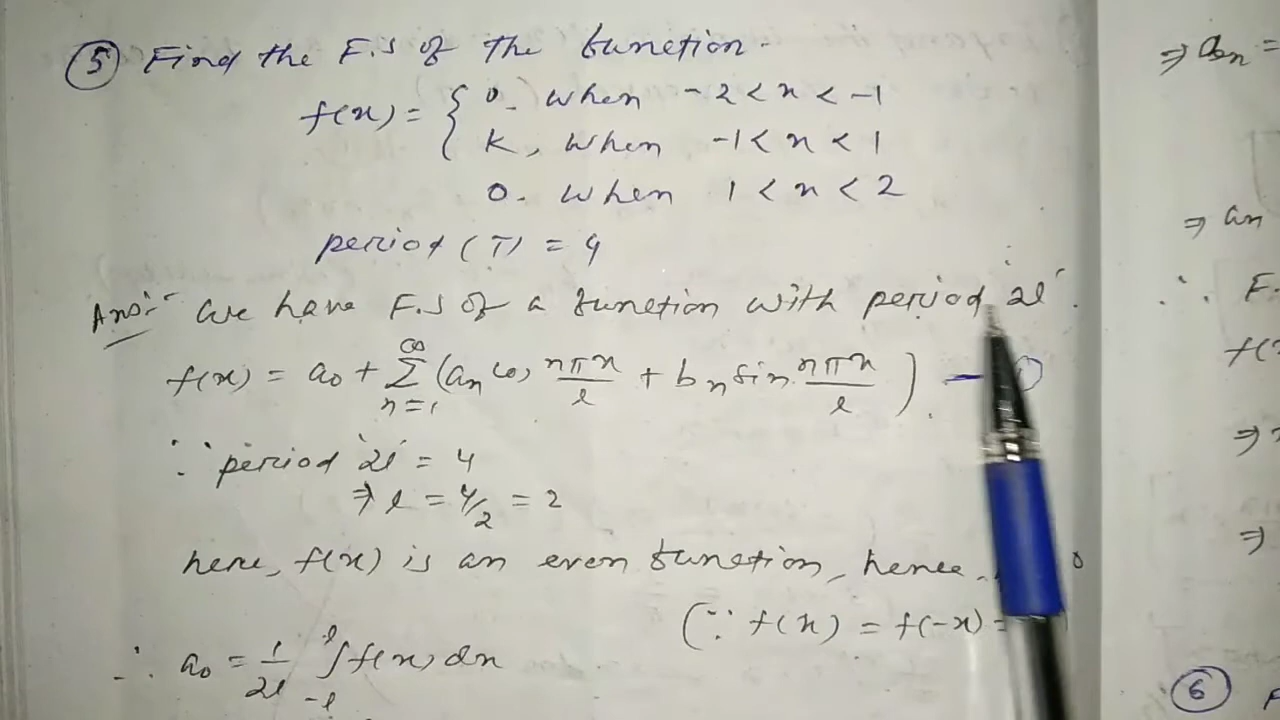 5 Find the F.S of the function.
f(x) = { 0. when -2 < x < -1
K, when -1 < x < 1
0. when 1 < x < 2
period (T) = 4
Ans:- we have F.S of a function with period '2l'.
f(x) = a₀ + ∞ Σ n=1 (aₙ cos nπx/l + bₙ sin nπx/l)
∵ period '2l' = 4
⇒ l = 4/2 = 2
here, f(x) is an even function, hence,
(∵ f(x) = f(-x) =
∴ a₀ = 1/2l ∫ l -l f(x) dx
⇒ aₙ
∴ F.
⇒
⇒
6